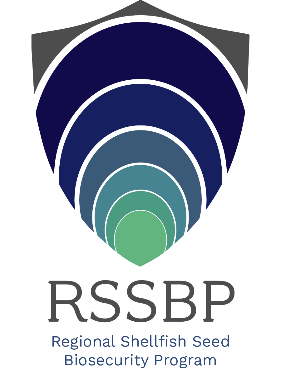 RSSBP
Regional Shellfish Seed
Biosecurity Program